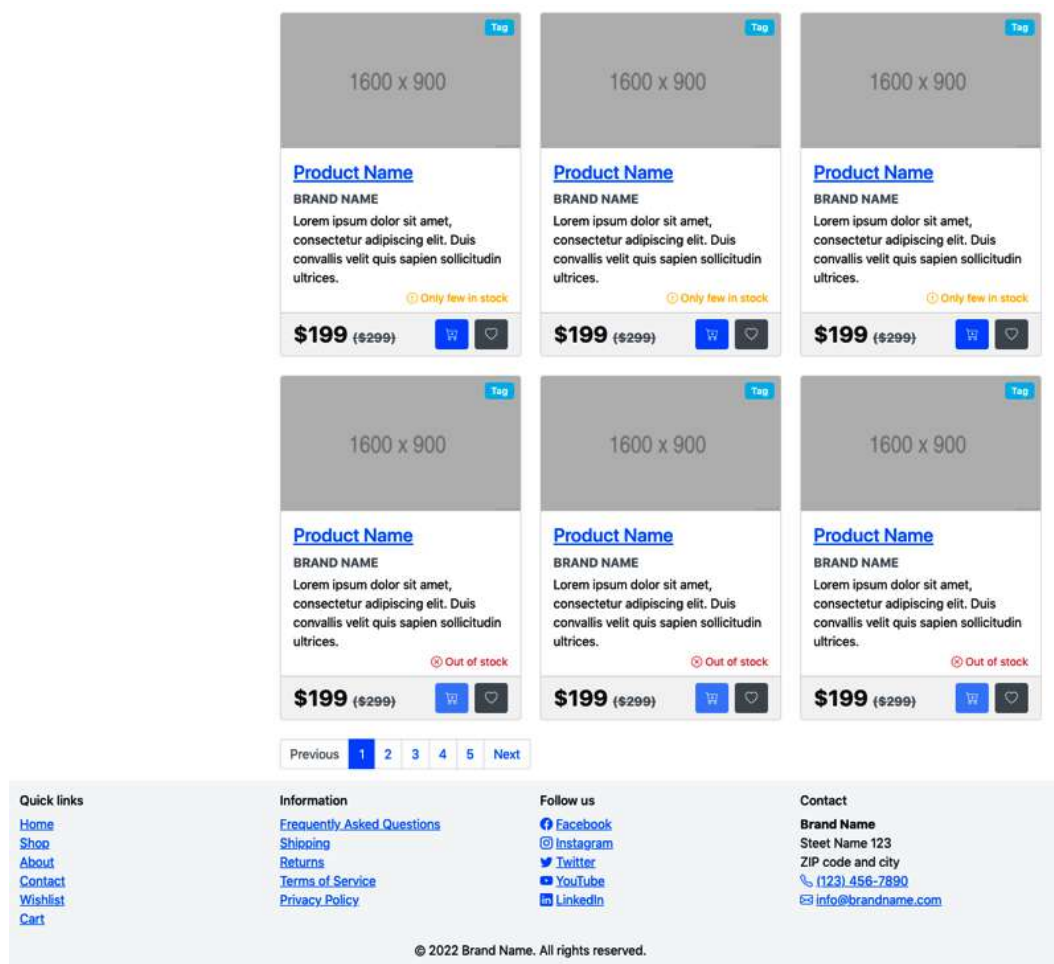 Tag
1600 x 900
Product Name
BRAND NAME
Lorem ipsum dolor sit amet,
consectetur adipiscing elit. Duis
convallis velit quis sapien sollicitudin
ultrices.
Only few in stock
$199 ($299)
Tag
1600 x 900
Product Name
BRAND NAME
Lorem ipsum dolor sit amet,
consectetur adipiscing elit. Duis
convallis velit quis sapien sollicitudin
ultrices.
Only few in stock
$199 ($299)
Tag
1600 x 900
Product Name
BRAND NAME
Lorem ipsum dolor sit amet,
consectetur adipiscing elit. Duis
convallis velit quis sapien sollicitudin
ultrices.
Only few in stock
$199 ($299)
Tag
1600 x 900
Product Name
BRAND NAME
Lorem ipsum dolor sit amet,
consectetur adipiscing elit. Duis
convallis velit quis sapien sollicitudin
ultrices.
Out of stock
$199 ($299)
Tag
1600 x 900
Product Name
BRAND NAME
Lorem ipsum dolor sit amet,
consectetur adipiscing elit. Duis
convallis velit quis sapien sollicitudin
ultrices.
Out of stock
$199 ($299)
Tag
1600 x 900
Product Name
BRAND NAME
Lorem ipsum dolor sit amet,
consectetur adipiscing elit. Duis
convallis velit quis sapien sollicitudin
ultrices.
Out of stock
$199 ($299)
Previous 1 2 3 4 5 Next
Quick links
Home
Shop
About
Contact
Wishlist
Cart
Information
Frequently Asked Questions
Shipping
Returns
Terms of Service
Privacy Policy
Follow us
Facebook
Instagram
Twitter
YouTube
LinkedIn
Contact
Brand Name
Steet Name 123
ZIP code and city
(123) 456-7890
info@brandname.com
© 2022 Brand Name. All rights reserved.